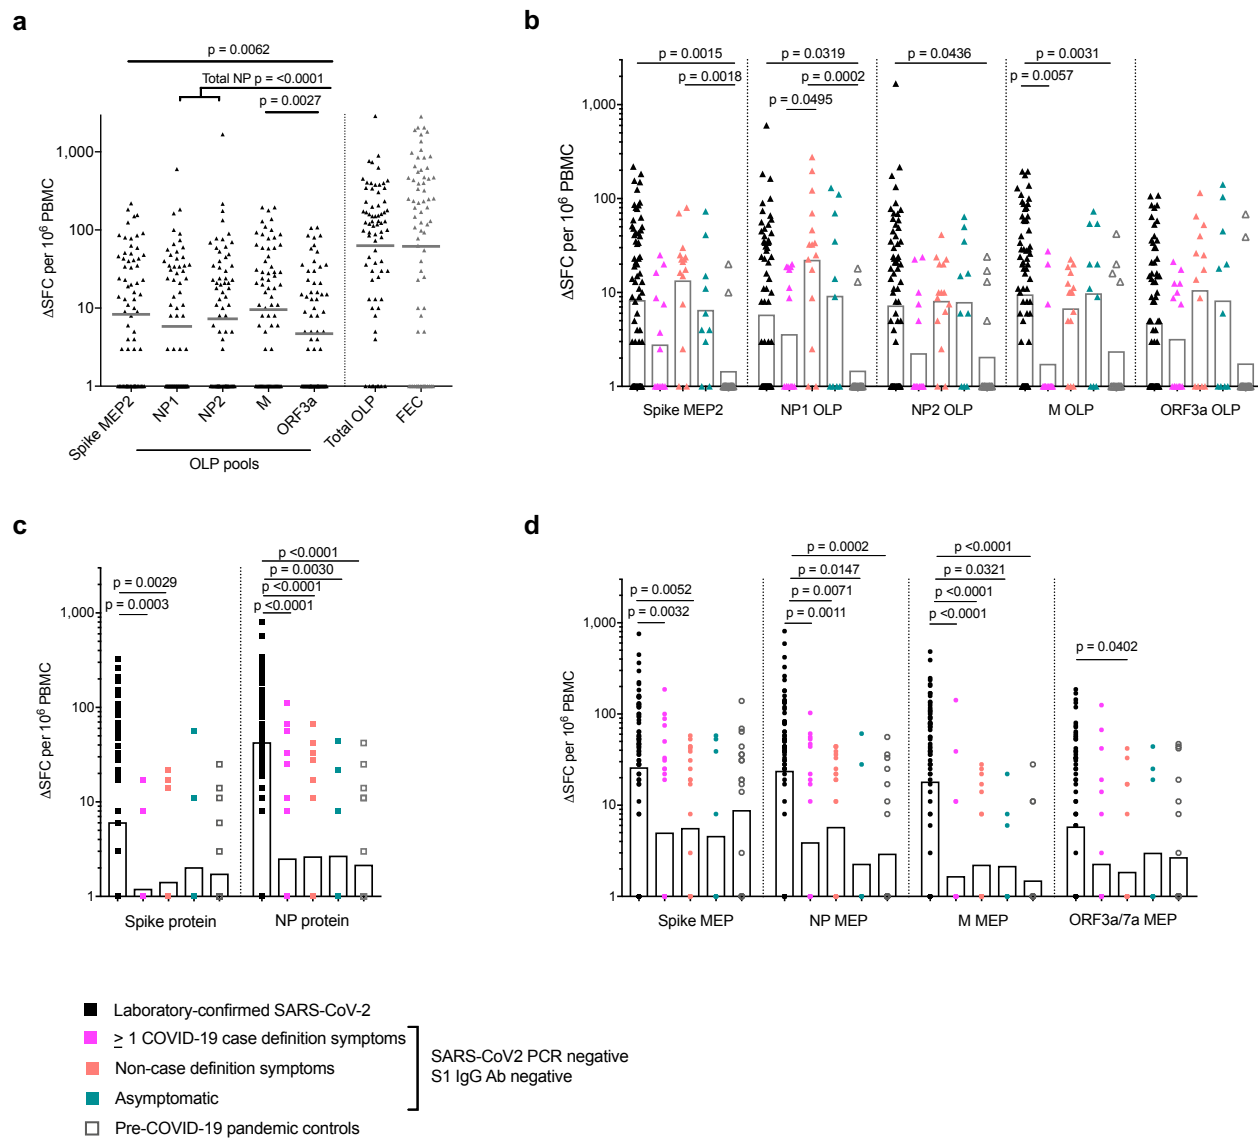 a
p = 0.0062
Total NP p = <0.0001
p = 0.0027
ΔSFC per 10⁶ PBMC
1,000
100
10
1
Spike MEP2
NP1
NP2
M
ORF3a
Total OLP
FEC
OLP pools
b
p = 0.0015
p = 0.0018
p = 0.0319
p = 0.0002
p = 0.0495
p = 0.0436
p = 0.0031
p = 0.0057
ΔSFC per 10⁶ PBMC
1,000
100
10
1
Spike MEP2
NP1 OLP
NP2 OLP
M OLP
ORF3a OLP
c
p = 0.0029
p = 0.0003
p <0.0001
p = 0.0030
p <0.0001
p <0.0001
ΔSFC per 10⁶ PBMC
1,000
100
10
1
Spike protein
NP protein
d
p = 0.0052
p = 0.0032
p = 0.0002
p = 0.0147
p = 0.0071
p = 0.0011
p <0.0001
p = 0.0321
p <0.0001
p <0.0001
p = 0.0402
ΔSFC per 10⁶ PBMC
1,000
100
10
1
Spike MEP
NP MEP
M MEP
ORF3a/7a MEP
Laboratory-confirmed SARS-CoV-2
≥ 1 COVID-19 case definition symptoms
Non-case definition symptoms
Asymptomatic
Pre-COVID-19 pandemic controls
SARS-CoV2 PCR negative
S1 IgG Ab negative